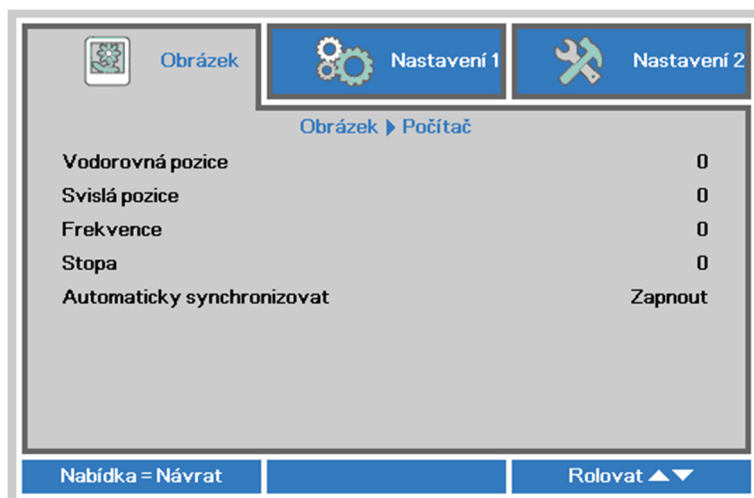 Obrázek
Nastavení 1
Nastavení 2
Obrázek ▶ Počítač
Vodorovná pozice 0
Svislá pozice 0
Frekvence 0
Stopa 0
Automaticky synchronizovat Zapnout
Nabídka = Návrat
Rolovat ▲▼